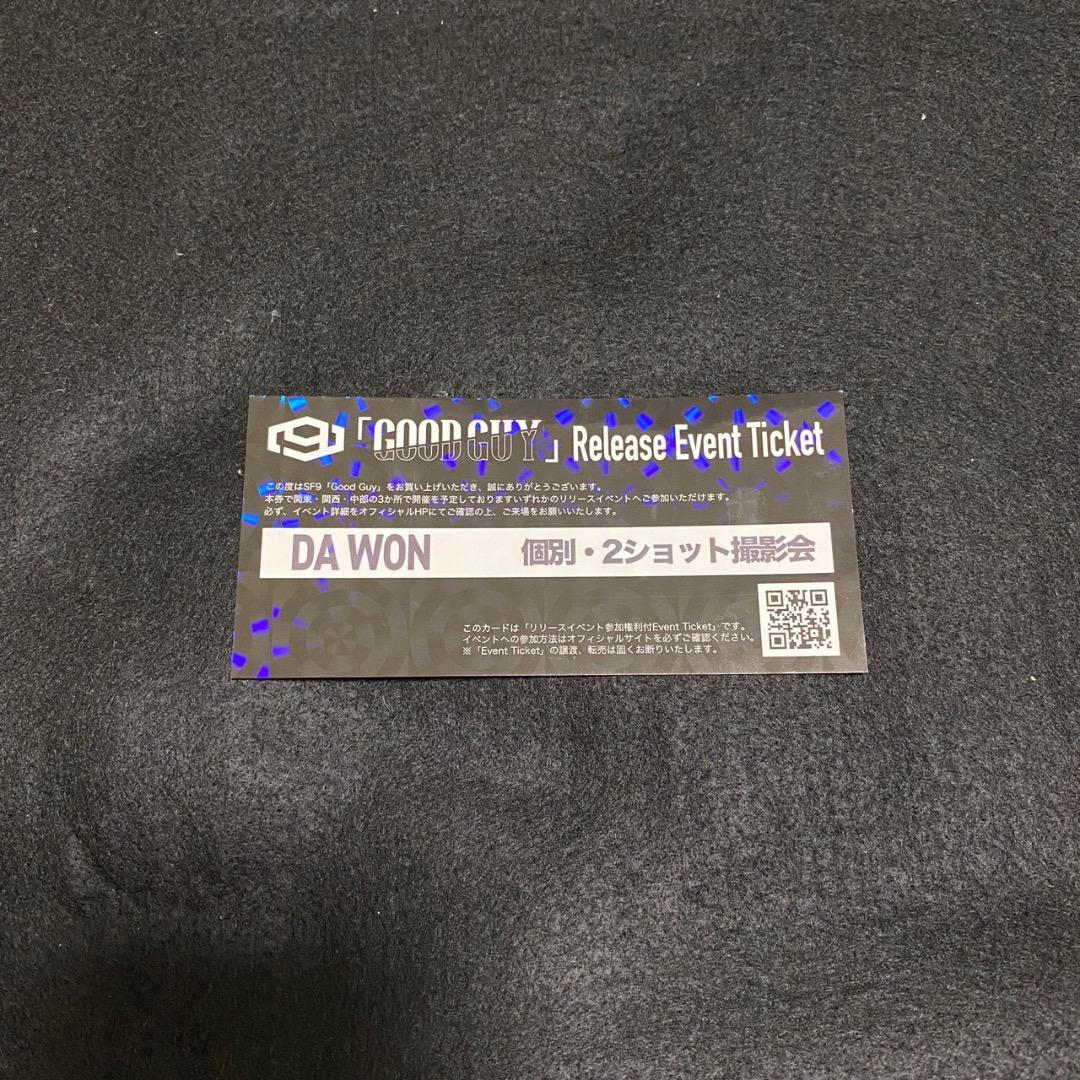 「GOOD GUY」Release Event Ticket
この度はSF9「Good Guy」をお買い上げいただき、誠にありがとうございます。
本券で関東・関西・中部の3か所で開催を予定しておりますいずれかのリリースイベントへご参加いただけます。
必ず、イベント詳細をオフィシャルHPにてご確認の上、ご来場をお願いいたします。
DA WON 個別・2ショット撮影会
このカードは「リリースイベント参加権利付Event Ticket」です。
イベントへの参加方法はオフィシャルサイトを必ずご確認ください。
※「Event Ticket」の譲渡、転売は固くお断りいたします。